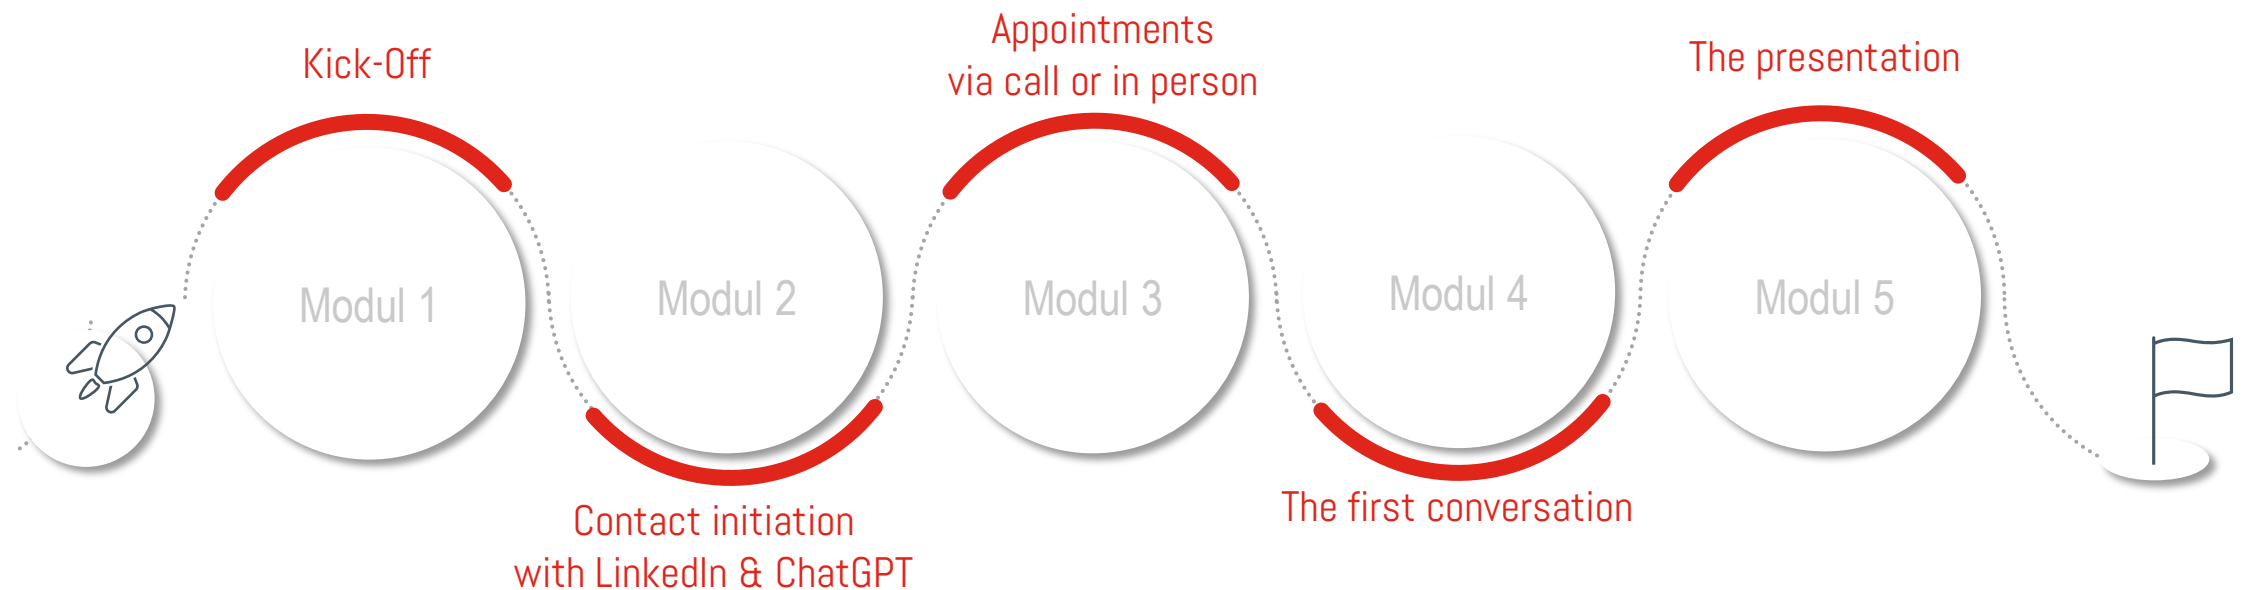 Kick-Off
Modul 1
Modul 2
Contact initiation
with LinkedIn & ChatGPT
Appointments
via call or in person
Modul 3
Modul 4
The first conversation
The presentation
Modul 5